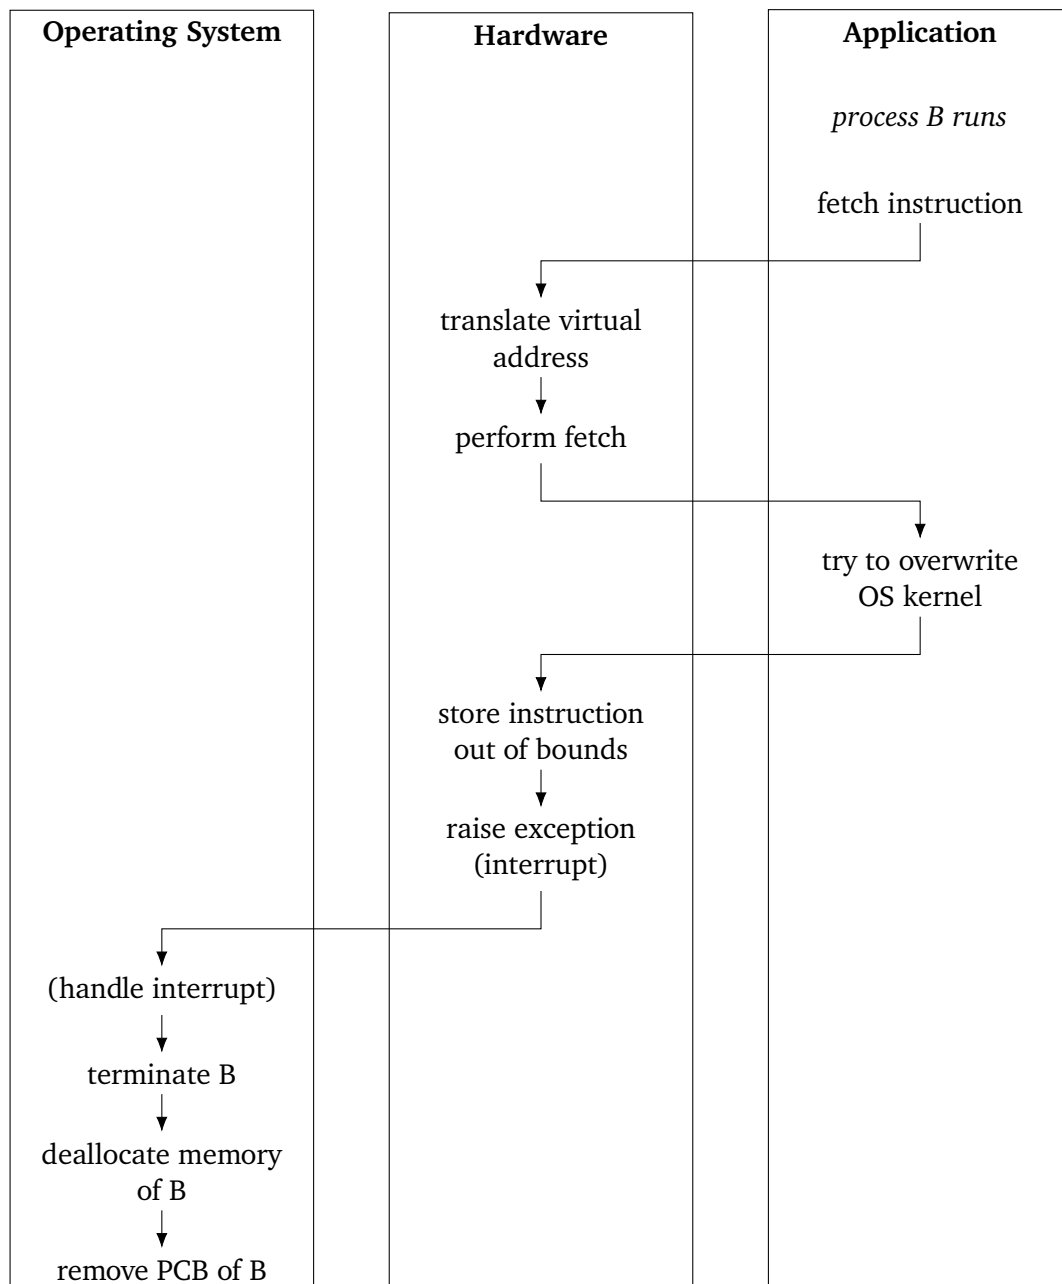 Operating System
Hardware
Application
process B runs
fetch instruction
translate virtual
address
perform fetch
try to overwrite
OS kernel
store instruction
out of bounds
raise exception
(interrupt)
(handle interrupt)
terminate B
deallocate memory
of B
remove PCB of B